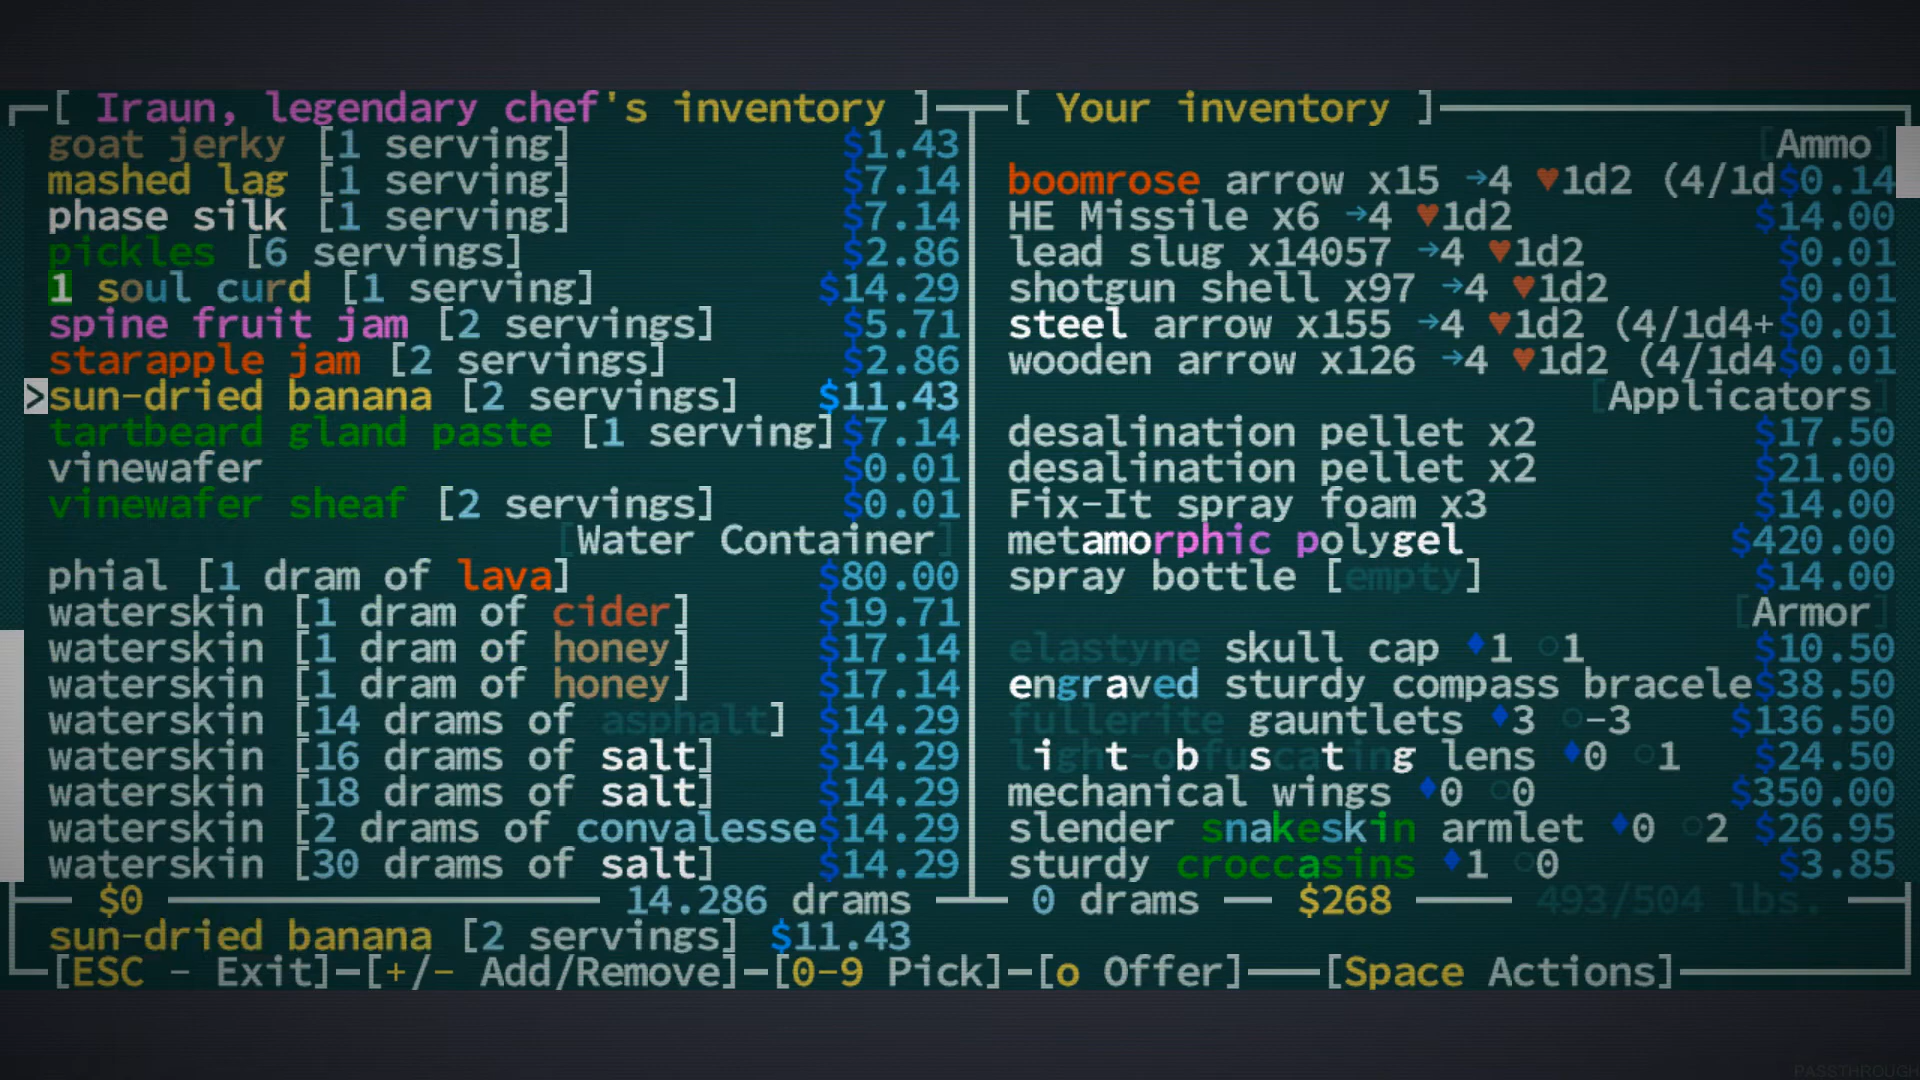 [ Iraun, legendary chef's inventory ]
goat jerky [1 serving] $1.43
mashed lag [1 serving] $7.14
phase silk [1 serving] $7.14
pickles [6 servings] $2.86
1 soul curd [1 serving] $14.29
spine fruit jam [2 servings] $5.71
starapple jam [2 servings] $2.86
>sun-dried banana [2 servings] $11.43
tartbeard gland paste [1 serving] $7.14
vinewafer $0.01
vinewafer sheaf [2 servings] $0.01
[Water Container]
phial [1 dram of lava] $80.00
waterskin [1 dram of cider] $19.71
waterskin [1 dram of honey] $17.14
waterskin [1 dram of honey] $17.14
waterskin [14 drams of asphalt] $14.29
waterskin [16 drams of salt] $14.29
waterskin [18 drams of salt] $14.29
waterskin [2 drams of convalesse$14.29
waterskin [30 drams of salt] $14.29
$0 14.286 drams
[ Your inventory ]
[Ammo]
boomrose arrow x15 →4 ♥1d2 (4/1d$0.14
HE Missile x6 →4 ♥1d2 $14.00
lead slug x14057 →4 ♥1d2 $0.01
shotgun shell x97 →4 ♥1d2 $0.01
steel arrow x155 →4 ♥1d2 (4/1d4+$0.01
wooden arrow x126 →4 ♥1d2 (4/1d4$0.01
[Applicators]
desalination pellet x2 $17.50
desalination pellet x2 $21.00
Fix-It spray foam x3 $14.00
metamorphic polygel $420.00
spray bottle [empty] $14.00
[Armor]
elastyne skull cap ♦1 ○1 $10.50
engraved sturdy compass bracele$38.50
fullerite gauntlets ♦3 ○-3 $136.50
light-obfuscating lens ♦0 ○1 $24.50
mechanical wings ♦0 ○0 $350.00
slender snakeskin armlet ♦0 ○2 $26.95
sturdy croccasins ♦1 ○0 $3.85
0 drams $268 493/504 lbs.
sun-dried banana [2 servings] $11.43
[ESC - Exit] [+/- Add/Remove] [0-9 Pick] [o Offer] [Space Actions]
PASSTHROUGH